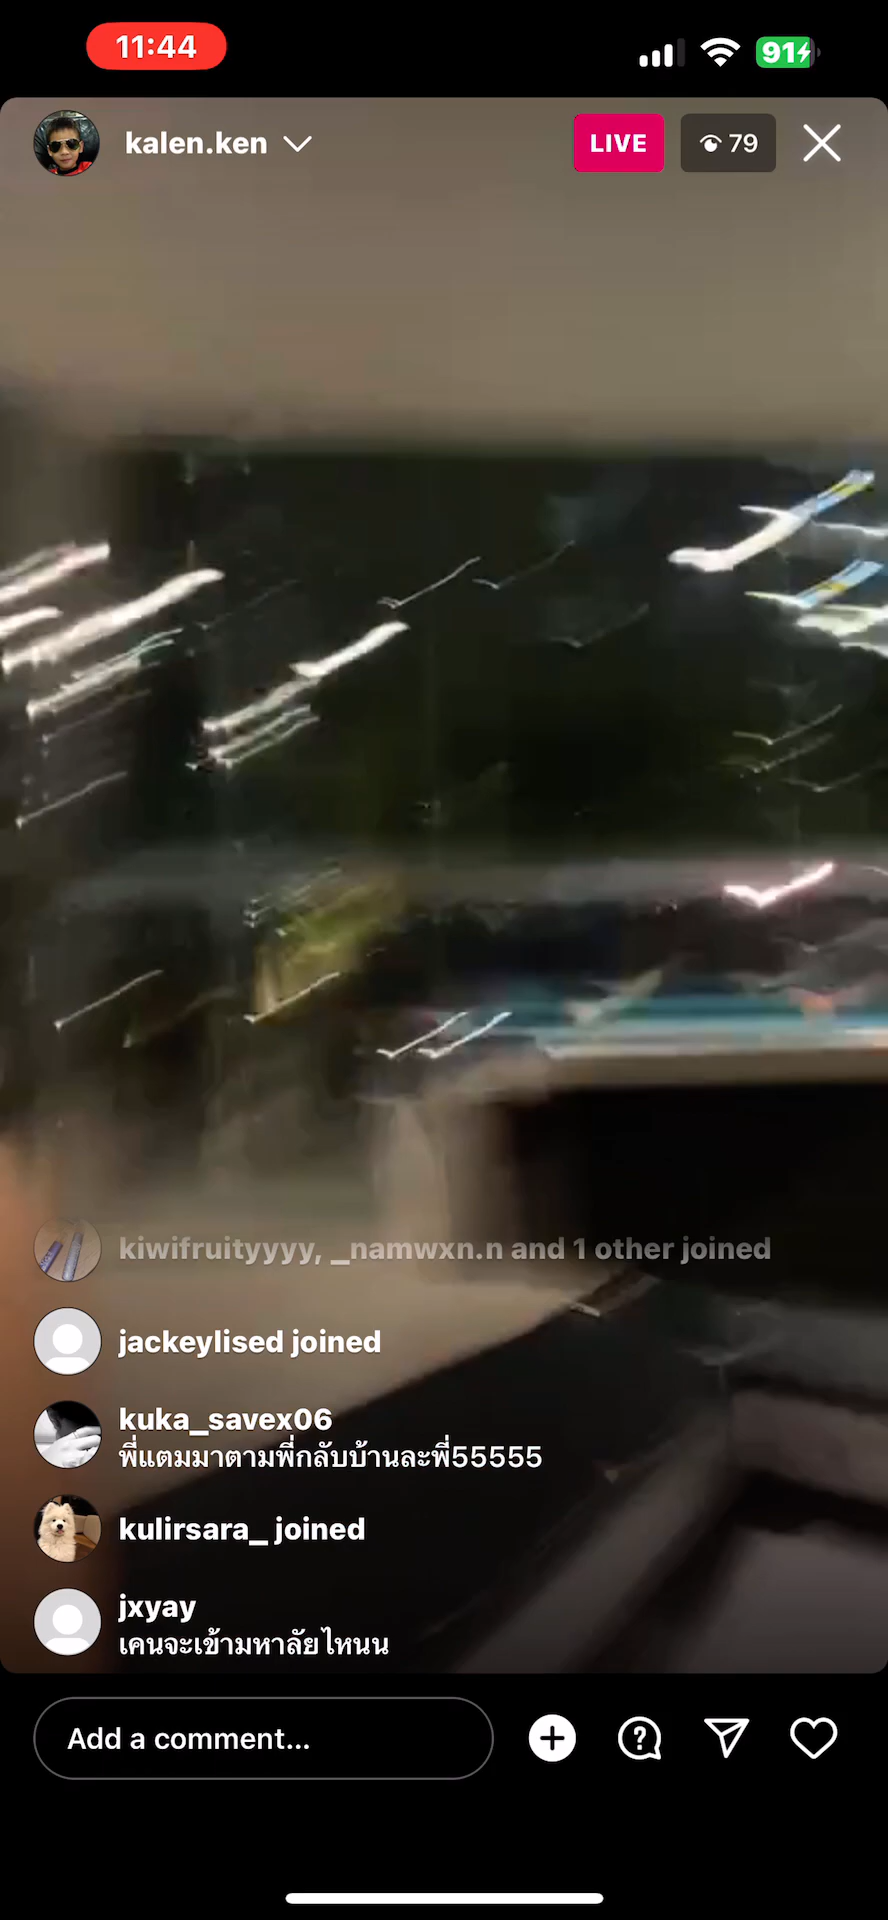 11:44
91
kalen.ken
LIVE
79
kiwifruityyyy, _namwxn.n and 1 other joined
jackeylised joined
kuka_savex06
พี่แตมมาตามพี่กลับบ้านละพี่55555
kulirsara_ joined
jxyay
เคนจะเข้ามหาลัยไหนน
Add a comment...